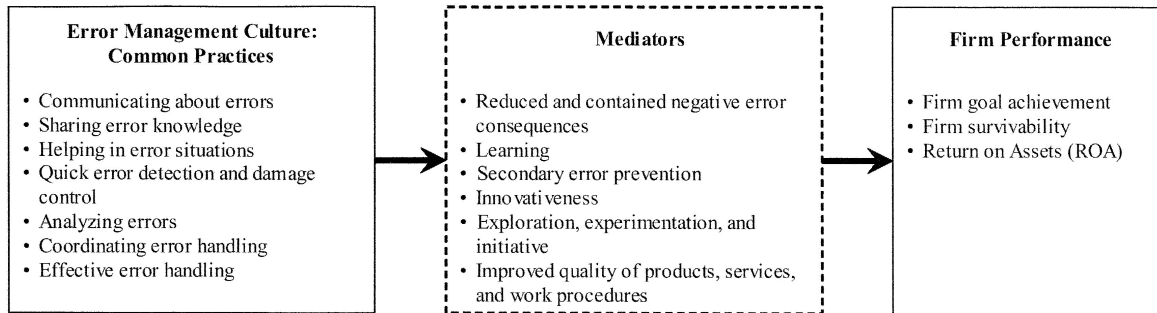 Error Management Culture:
Common Practices
• Communicating about errors
• Sharing error knowledge
• Helping in error situations
• Quick error detection and damage
control
• Analyzing errors
• Coordinating error handling
• Effective error handling
Mediators
• Reduced and contained negative error
consequences
• Learning
• Secondary error prevention
• Innovativeness
• Exploration, experimentation, and
initiative
• Improved quality of products, services,
and work procedures
Firm Performance
• Firm goal achievement
• Firm survivability
• Return on Assets (ROA)